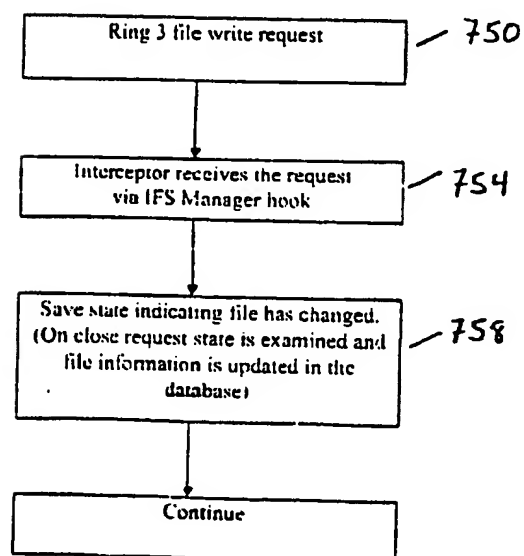 Ring 3 file write request
750
Interceptor receives the request
via IFS Manager hook
754
Save state indicating file has changed.
(On close request state is examined and
file information is updated in the
database)
758
Continue